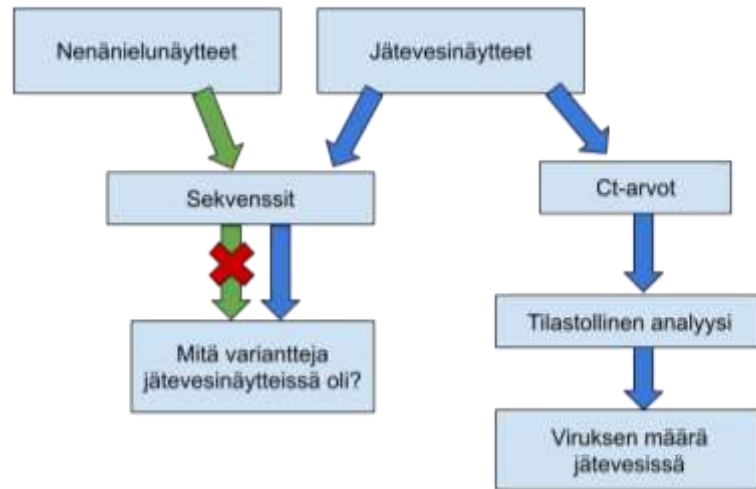 Nenänielunäytteet
Jätevesinäytteet
Sekvenssit
Ct-arvot
Mitä variantteja
jätevesinäytteissä oli?
Tilastollinen analyysi
Viruksen määrä
jätevesissä